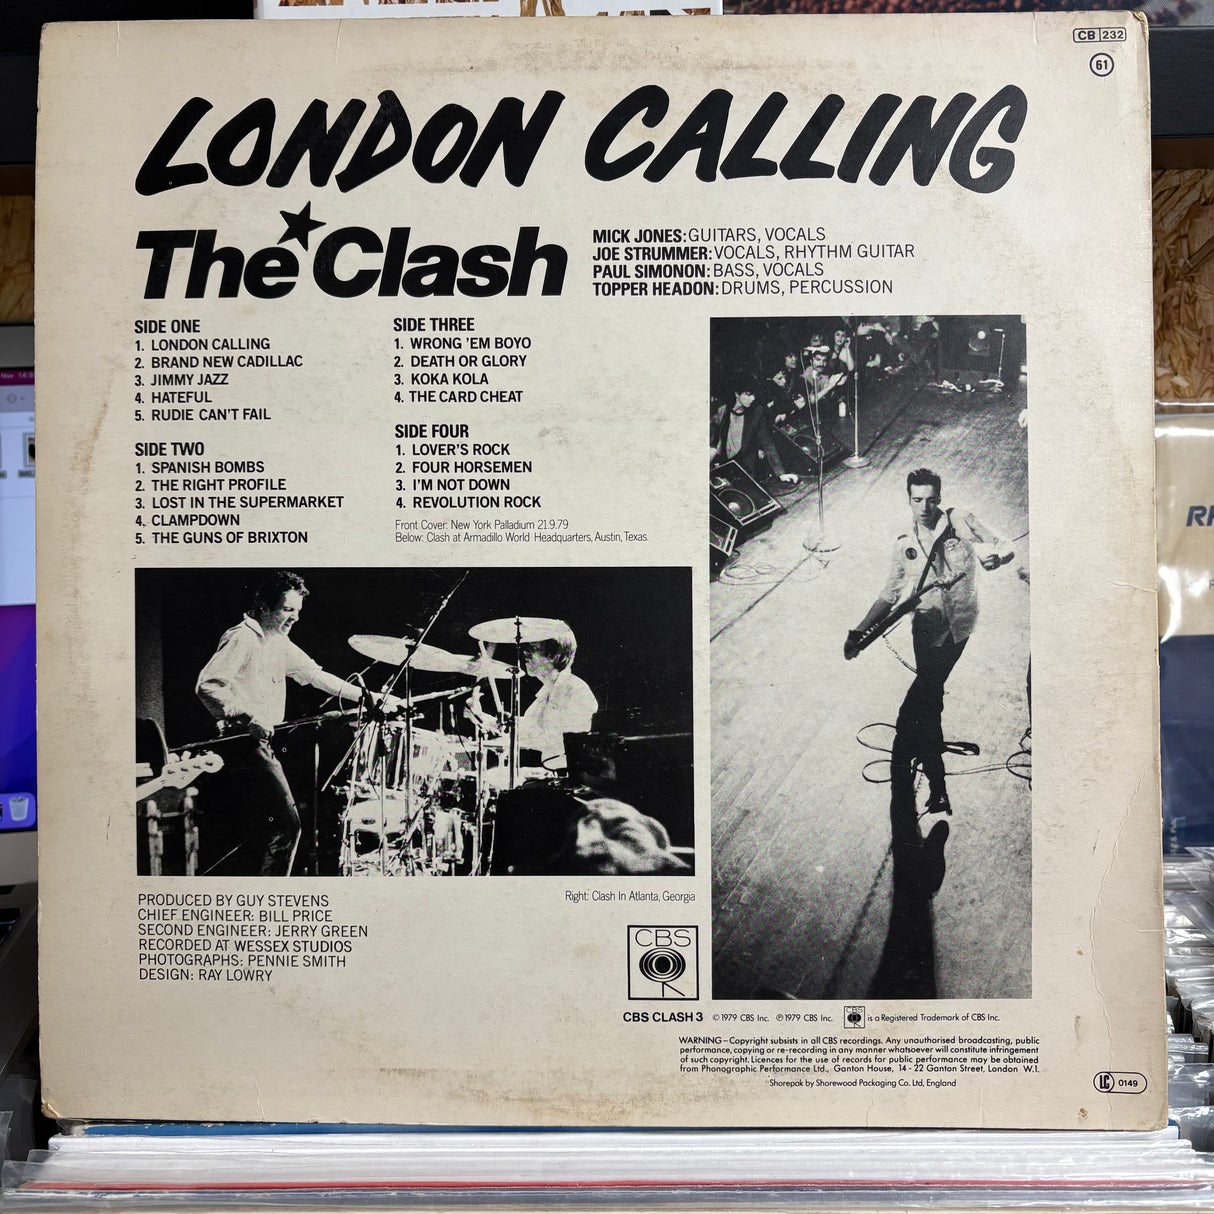 CB 232
61
LONDON CALLING
The Clash
MICK JONES: GUITARS, VOCALS
JOE STRUMMER: VOCALS, RHYTHM GUITAR
PAUL SIMONON: BASS, VOCALS
TOPPER HEADON: DRUMS, PERCUSSION
SIDE ONE
1. LONDON CALLING
2. BRAND NEW CADILLAC
3. JIMMY JAZZ
4. HATEFUL
5. RUDIE CAN'T FAIL
SIDE TWO
1. SPANISH BOMBS
2. THE RIGHT PROFILE
3. LOST IN THE SUPERMARKET
4. CLAMPDOWN
5. THE GUNS OF BRIXTON
SIDE THREE
1. WRONG 'EM BOYO
2. DEATH OR GLORY
3. KOKA KOLA
4. THE CARD CHEAT
SIDE FOUR
1. LOVER'S ROCK
2. FOUR HORSEMEN
3. I'M NOT DOWN
4. REVOLUTION ROCK
Front Cover: New York Palladium 21.9.79
Below: Clash at Armadillo World Headquarters, Austin, Texas.
Right: Clash In Atlanta, Georgia
PRODUCED BY GUY STEVENS
CHIEF ENGINEER: BILL PRICE
SECOND ENGINEER: JERRY GREEN
RECORDED AT WESSEX STUDIOS
PHOTOGRAPHS: PENNIE SMITH
DESIGN: RAY LOWRY
CBS
CBS CLASH 3 © 1979 CBS Inc. ℗ 1979 CBS Inc. CBS is a Registered Trademark of CBS Inc.
WARNING – Copyright subsists in all CBS recordings. Any unauthorised broadcasting, public
performance, copying or re-recording in any manner whatsoever will constitute infringement
of such copyright. Licences for the use of records for public performance may be obtained
from Phonographic Performance Ltd., Ganton House, 14 - 22 Ganton Street, London W.1.
Shorepak by Shorewood Packaging Co. Ltd, England
LC 0149